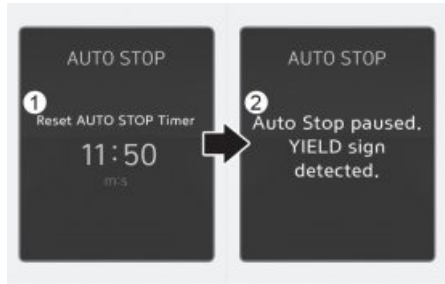 AUTO STOP
1
Reset AUTO STOP Timer
11:50
m:s
AUTO STOP
2
Auto Stop paused.
YIELD sign
detected.